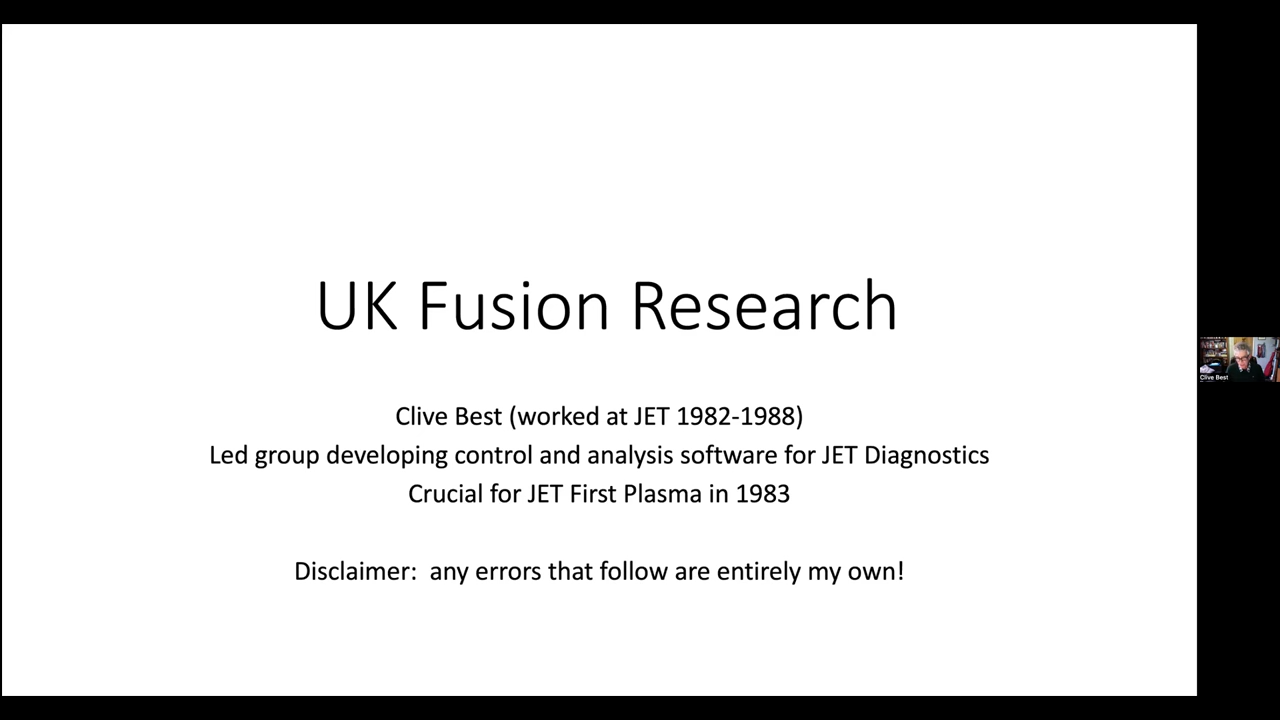 UK Fusion Research
Clive Best (worked at JET 1982-1988)
Led group developing control and analysis software for JET Diagnostics
Crucial for JET First Plasma in 1983
Disclaimer:  any errors that follow are entirely my own!
Clive Best